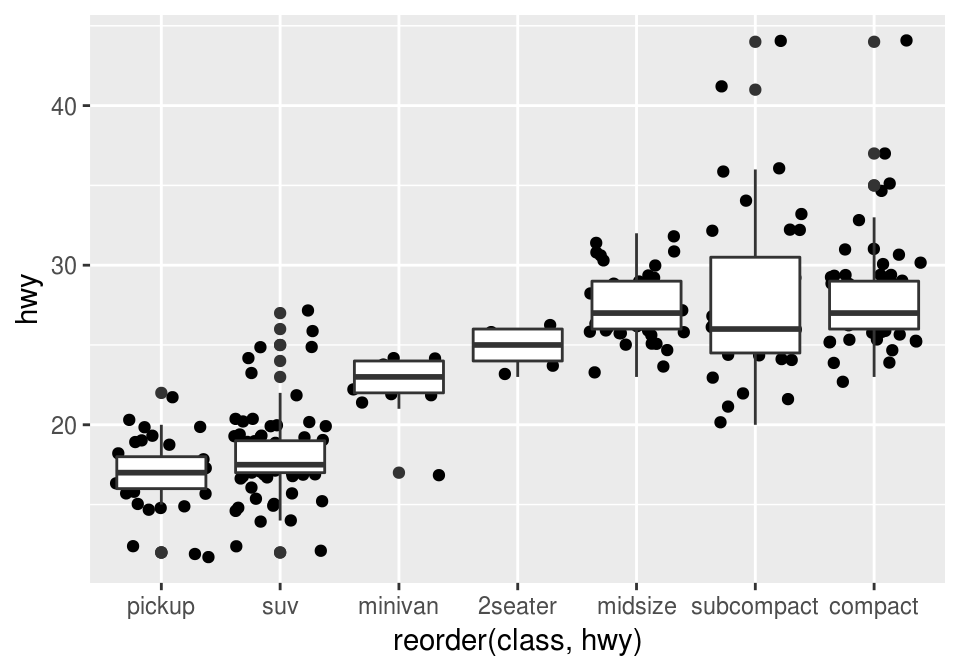 40
30
20
hwy
pickup suv minivan 2seater midsize subcompact compact
reorder(class, hwy)